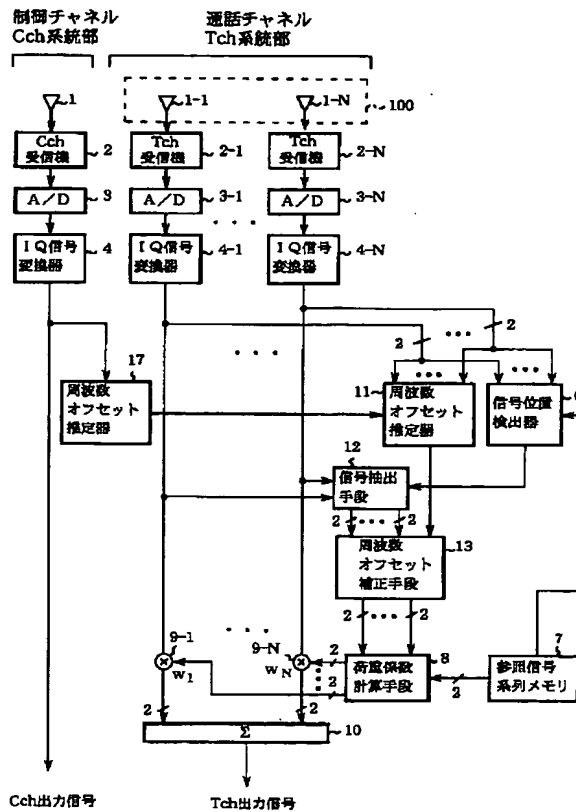 制御チャネル
Cch系統部
通話チャネル
Tch系統部
1
1-1
1-N
100
Cch
受信機
2
Tch
受信機
2-1
Tch
受信機
2-N
A/D
3
A/D
3-1
A/D
3-N
IQ信号
変換器
4
IQ信号
変換器
4-1
IQ信号
変換器
4-N
2
2
17
周波数
オフセット
推定器
11
周波数
オフセット
推定器
信号位置
検出器
12
信号抽出
手段
2
2
周波数
オフセット
補正手段
13
2
2
9-1
W1
9-N
WN
2
2
荷重係数
計算手段
8
2
7
参照信号
系列メモリ
2
2
Σ
10
Cch出力信号
Tch出力信号